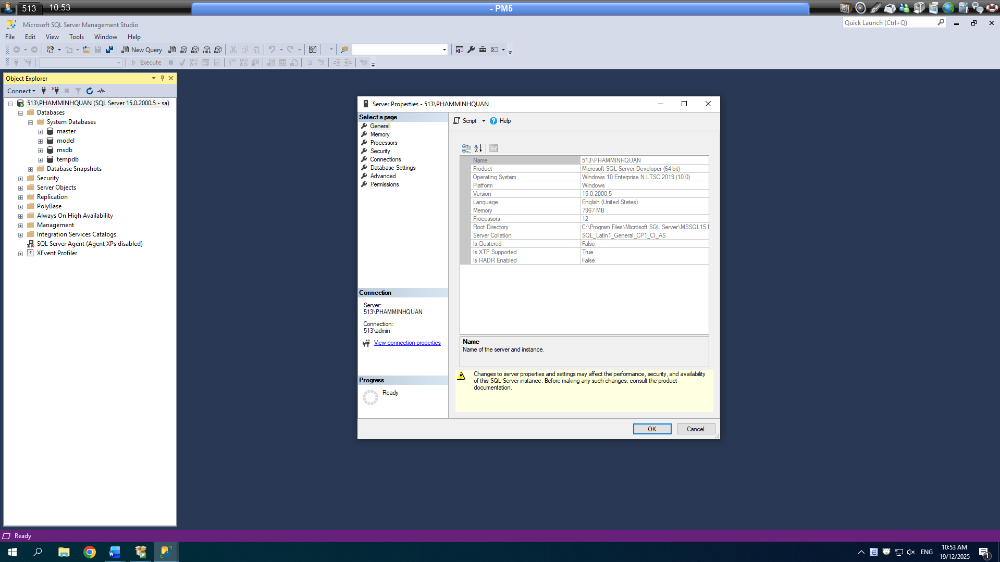 513
10:53
- PM5
Microsoft SQL Server Management Studio
Quick Launch (Ctrl+Q)
File Edit View Tools Window Help
New Query
MDX DMX XMLA DAX
Execute
Object Explorer
Connect
513\PHAMMINHQUAN (SQL Server 15.0.2000.5 - sa)
Databases
System Databases
master
model
msdb
tempdb
Database Snapshots
Security
Server Objects
Replication
PolyBase
Always On High Availability
Management
Integration Services Catalogs
SQL Server Agent (Agent XPs disabled)
XEvent Profiler
Server Properties - 513\PHAMMINHQUAN
Select a page
General
Memory
Processors
Security
Connections
Database Settings
Advanced
Permissions
Connection
Server:
513\PHAMMINHQUAN
Connection:
513\admin
View connection properties
Progress
Ready
Script Help
Name 513\PHAMMINHQUAN
Product Microsoft SQL Server Developer (64-bit)
Operating System Windows 10 Enterprise N LTSC 2019 (10.0)
Platform Windows
Version 15.0.2000.5
Language English (United States)
Memory 7967 MB
Processors 12
Root Directory C:\Program Files\Microsoft SQL Server\MSSQL15.
Server Collation SQL_Latin1_General_CP1_CI_AS
Is Clustered False
Is XTP Supported True
Is HADR Enabled False
Name
Name of the server and instance.
Changes to server properties and settings may affect the performance, security, and availability
of this SQL Server instance. Before making any such changes, consult the product
documentation.
OK Cancel
Ready
ENG
10:53 AM
19/12/2025
1